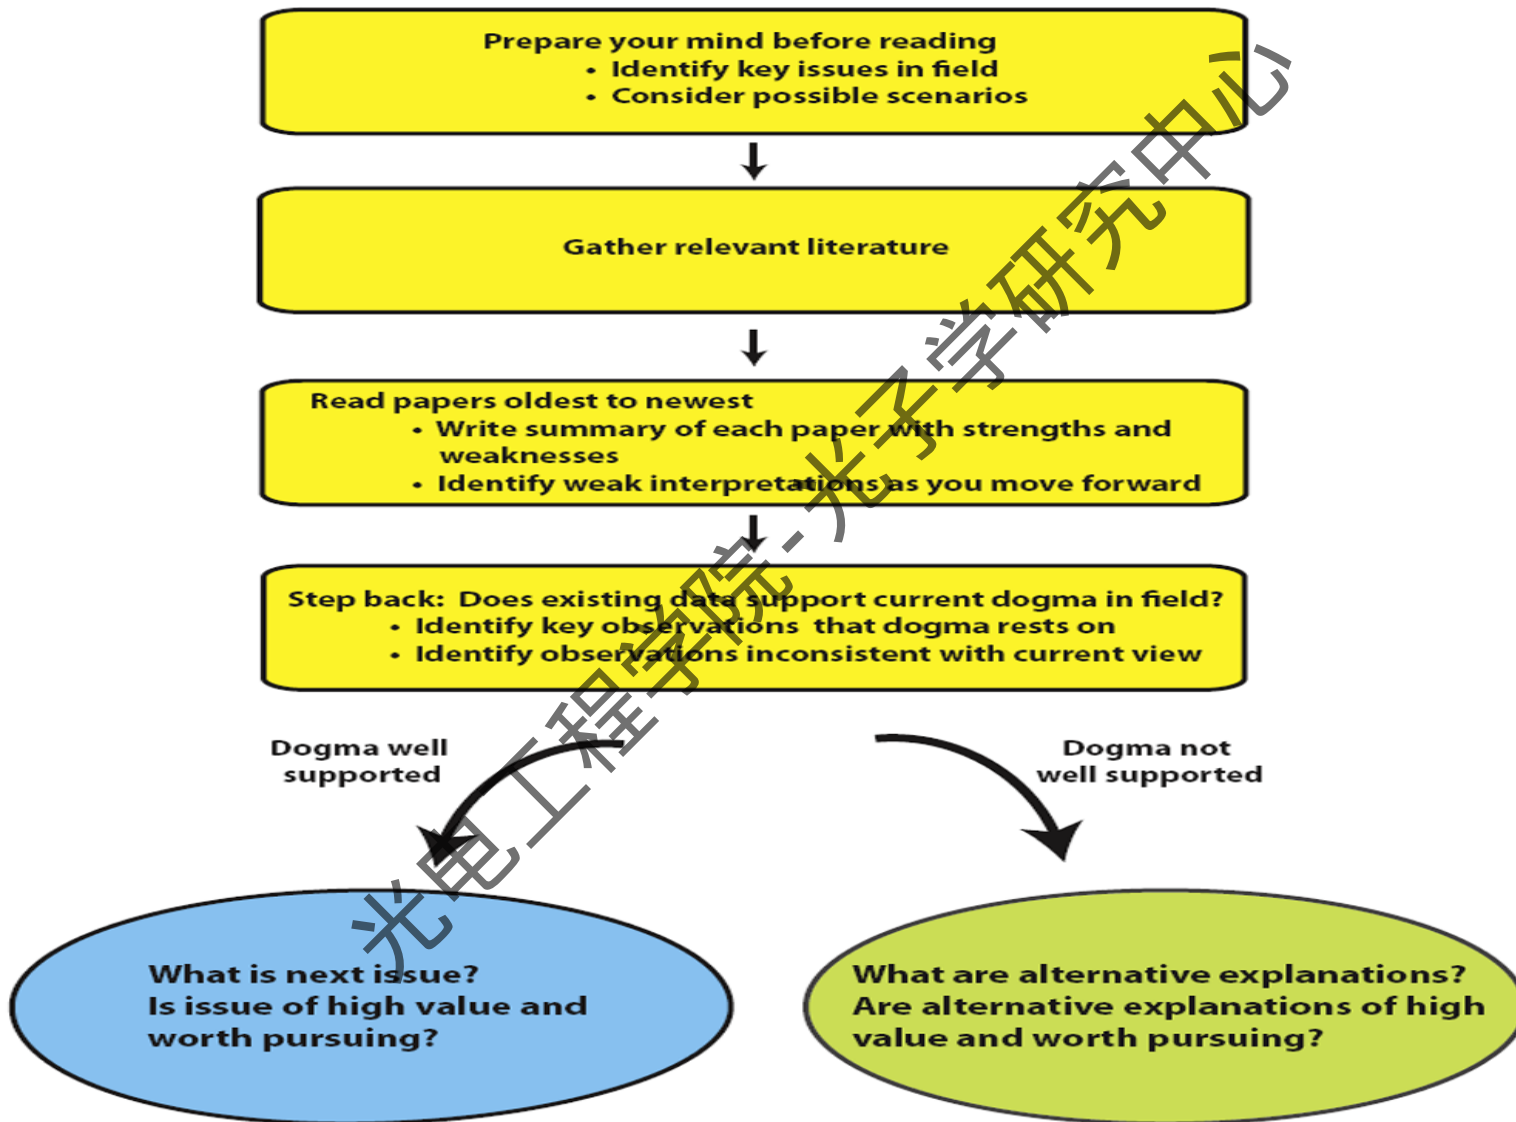 Prepare your mind before reading
• Identify key issues in field
• Consider possible scenarios
Gather relevant literature
Read papers oldest to newest
• Write summary of each paper with strengths and
weaknesses
• Identify weak interpretations as you move forward
Step back: Does existing data support current dogma in field?
• Identify key observations that dogma rests on
• Identify observations inconsistent with current view
Dogma well
supported
Dogma not
well supported
What is next issue?
Is issue of high value and
worth pursuing?
What are alternative explanations?
Are alternative explanations of high
value and worth pursuing?
光电工程学院-光子学研究中心